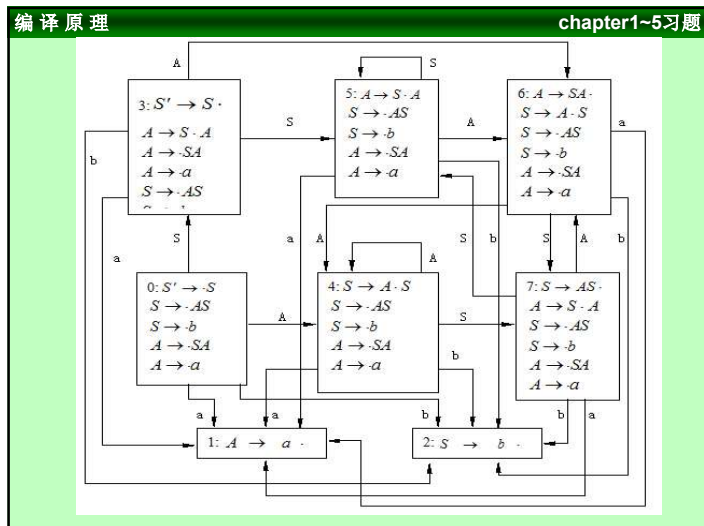 编 译 原 理
chapter1~5习题
A
S
3: S′ → S ·
A → S · A
A → ·SA
A → ·a
S → ·AS
S
5: A → S · A
S → ·AS
S → ·b
A → ·SA
A → ·a
A
6: A → SA ·
S → A · S
S → ·AS
S → ·b
A → ·SA
A → ·a
a
b
a
S
a
A
A
S
b
S
A
b
0: S′ → ·S
S → ·AS
S → ·b
A → ·SA
A → ·a
A
4: S → A · S
S → ·AS
S → ·b
A → ·SA
A → ·a
S
b
7: S → AS ·
A → S · A
S → ·AS
S → ·b
A → ·SA
A → ·a
a
a
b
b
a
1: A → a ·
2: S → b ·